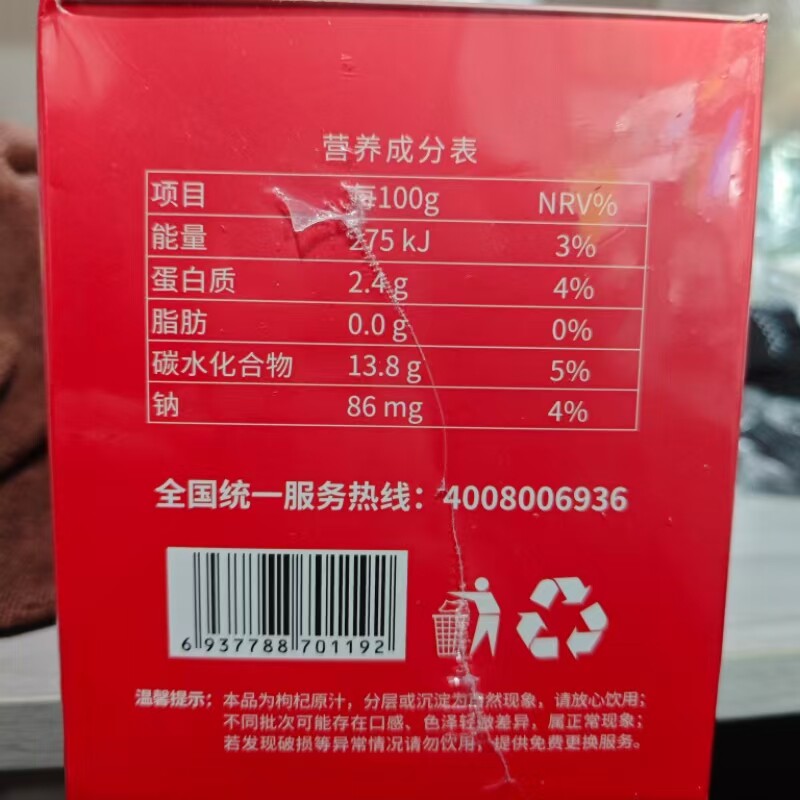 营养成分表
项目 每100g NRV%
能量 275 kJ 3%
蛋白质 2.4 g 4%
脂肪 0.0 g 0%
碳水化合物 13.8 g 5%
钠 86 mg 4%
全国统一服务热线：4008006936
6 937788 701192
温馨提示：本品为枸杞原汁，分层或沉淀为自然现象，请放心饮用；
不同批次可能存在口感、色泽轻微差异，属正常现象；
若发现破损等异常情况请勿饮用，提供免费更换服务。